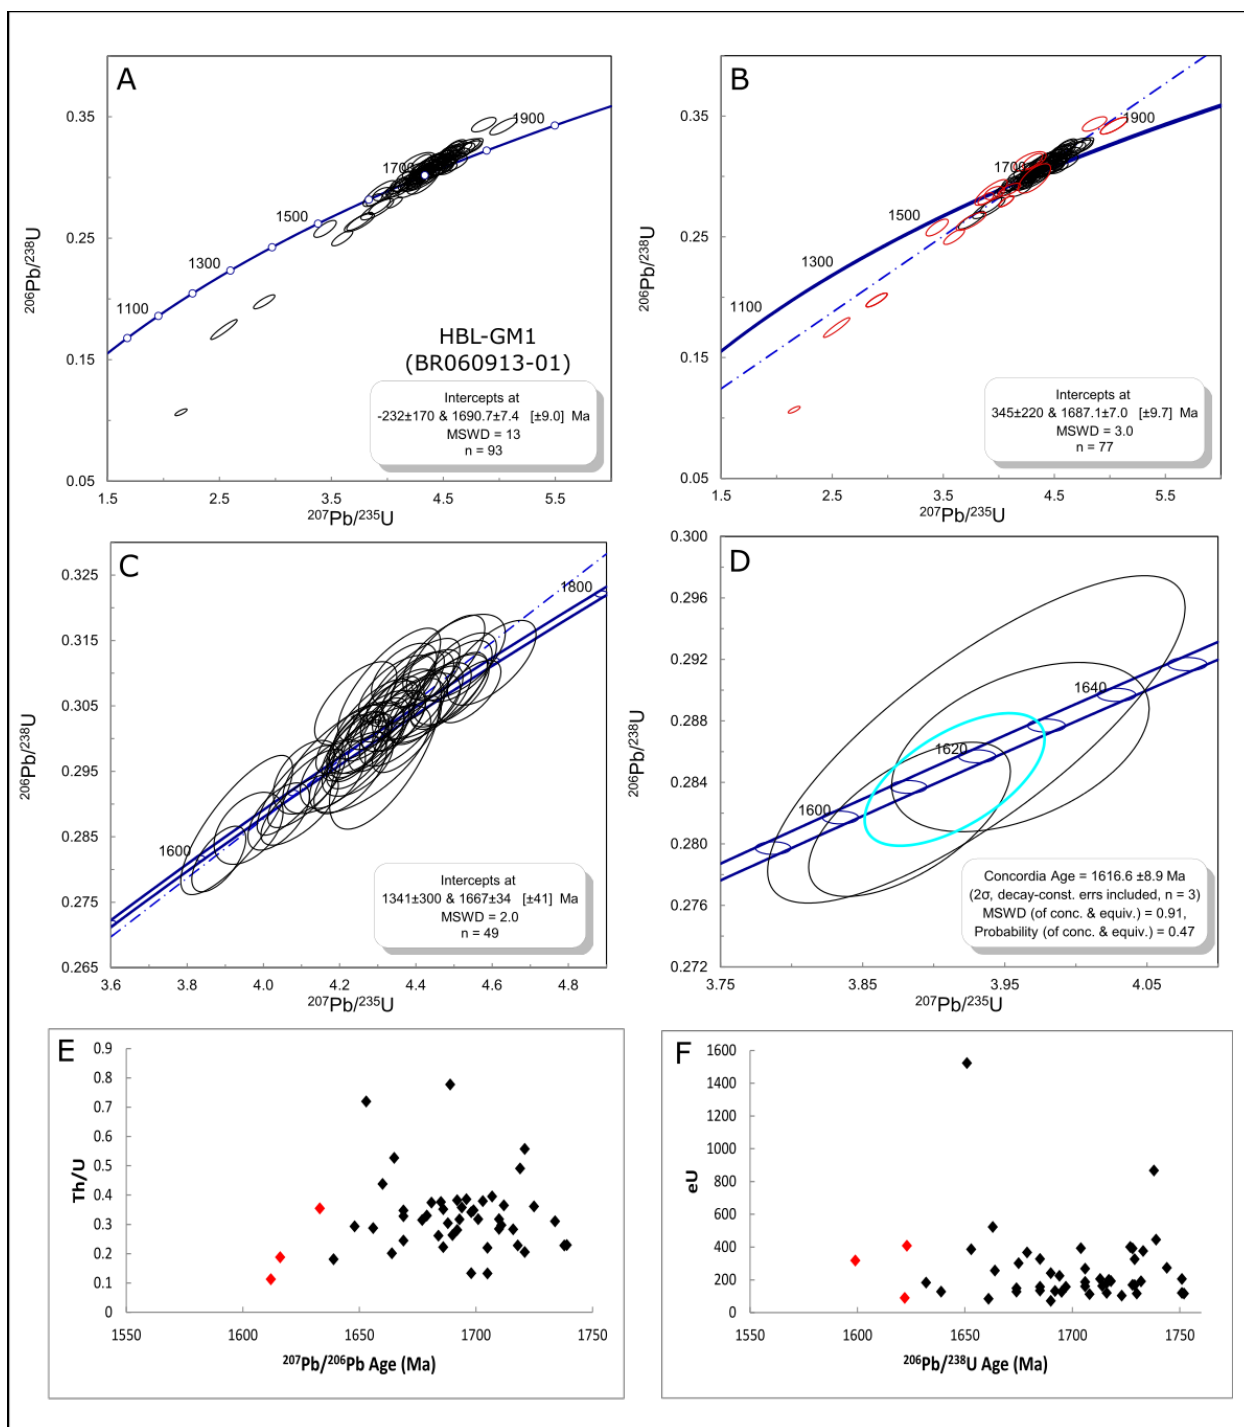 A
0.35
0.25
0.15
0.05
1900
1700
1500
1300
1100
HBL-GM1
(BR060913-01)
Intercepts at
-232±170 & 1690.7±7.4 [±9.0] Ma
MSWD = 13
n = 93
1.5 2.5 3.5 4.5 5.5
²⁰⁷Pb/²³⁵U
²⁰⁶Pb/²³⁸U
B
0.35
0.25
0.15
0.05
1900
1700
1500
1300
1100
Intercepts at
345±220 & 1687.1±7.0 [±9.7] Ma
MSWD = 3.0
n = 77
1.5 2.5 3.5 4.5 5.5
²⁰⁷Pb/²³⁵U
²⁰⁶Pb/²³⁸U
C
0.325
0.315
0.305
0.295
0.285
0.275
0.265
1800
1600
Intercepts at
1341±300 & 1667±34 [±41] Ma
MSWD = 2.0
n = 49
3.6 3.8 4.0 4.2 4.4 4.6 4.8
²⁰⁷Pb/²³⁵U
²⁰⁶Pb/²³⁸U
D
0.300
0.296
0.292
0.288
0.284
0.280
0.276
0.272
1640
1620
1600
Concordia Age = 1616.6 ±8.9 Ma
(2σ, decay-const. errs included, n = 3)
MSWD (of conc. & equiv.) = 0.91,
Probability (of conc. & equiv.) = 0.47
3.75 3.85 3.95 4.05
²⁰⁷Pb/²³⁵U
²⁰⁶Pb/²³⁸U
E
0.9
0.8
0.7
0.6
0.5
0.4
0.3
0.2
0.1
0
Th/U
1550 1600 1650 1700 1750
²⁰⁷Pb/²⁰⁶Pb Age (Ma)
F
1600
1400
1200
1000
800
600
400
200
0
eU
1550 1600 1650 1700 1750
²⁰⁶Pb/²³⁸U Age (Ma)